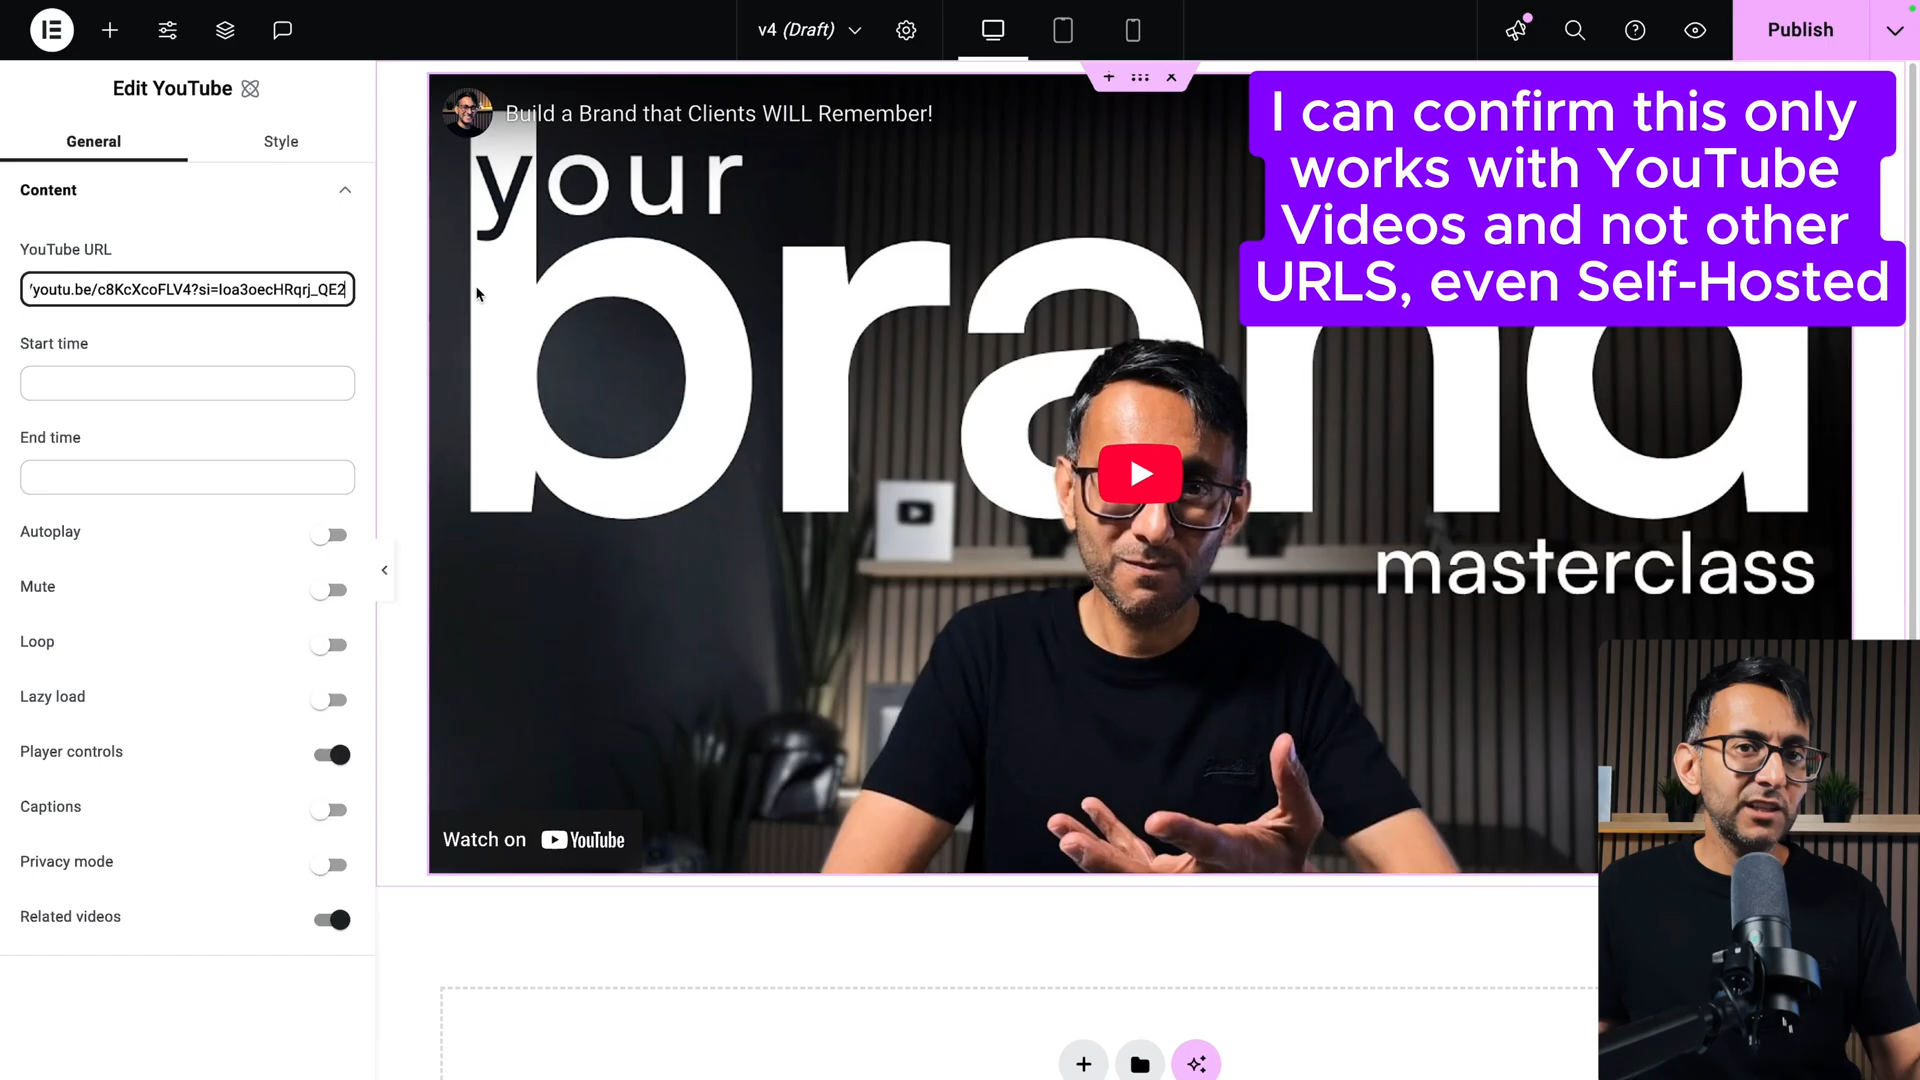 v4 (Draft)
Publish
Edit YouTube
General
Style
Content
YouTube URL
/youtu.be/c8KcXcoFLV4?si=Ioa3oecHRqrj_QE2
Start time
End time
Autoplay
Mute
Loop
Lazy load
Player controls
Captions
Privacy mode
Related videos
Build a Brand that Clients WILL Remember!
your
brand
masterclass
Watch on YouTube
I can confirm this only
works with YouTube
Videos and not other
URLS, even Self-Hosted